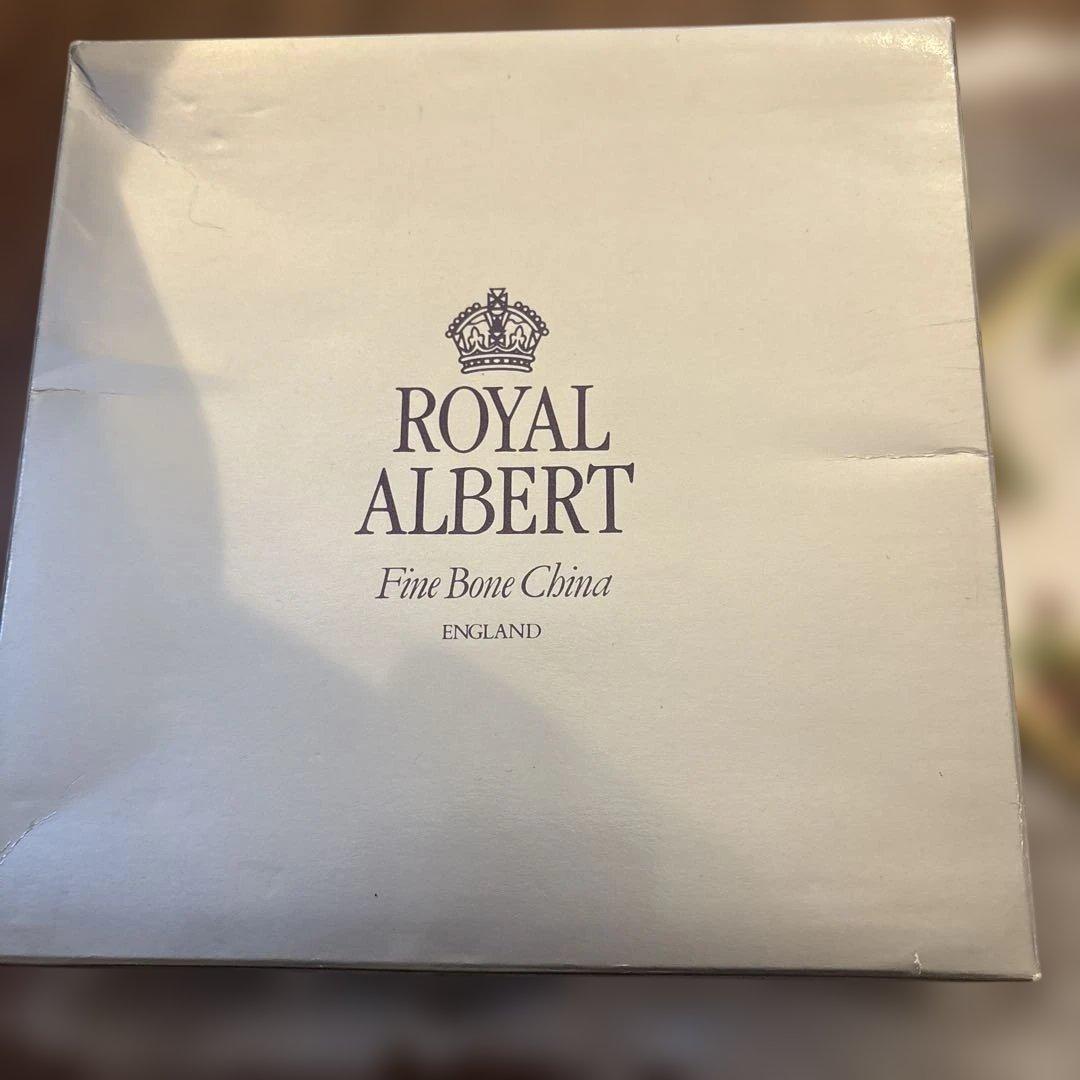 ROYAL
ALBERT
Fine Bone China
ENGLAND